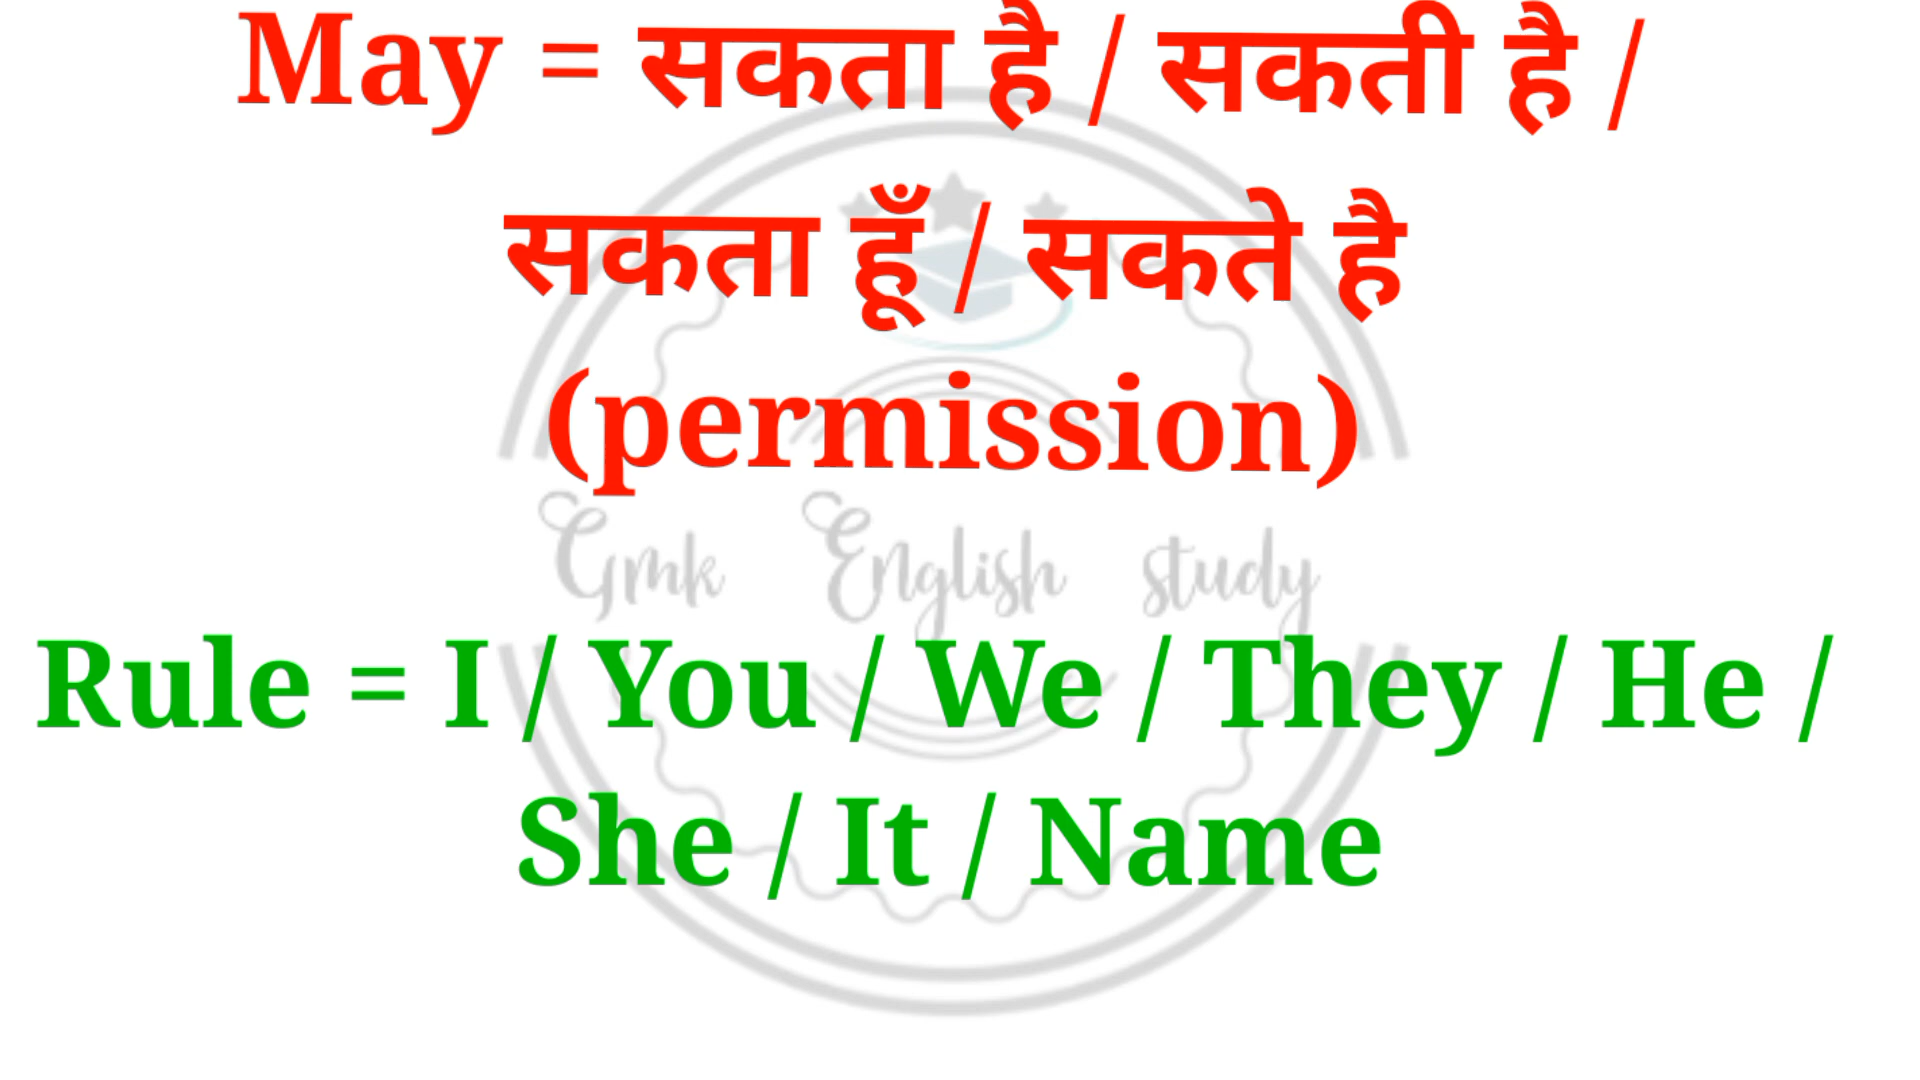 May = सकता है / सकती है /
सकता हूँ / सकते है
(permission)
Gmk English study
Rule = I / You / We / They / He /
She / It / Name